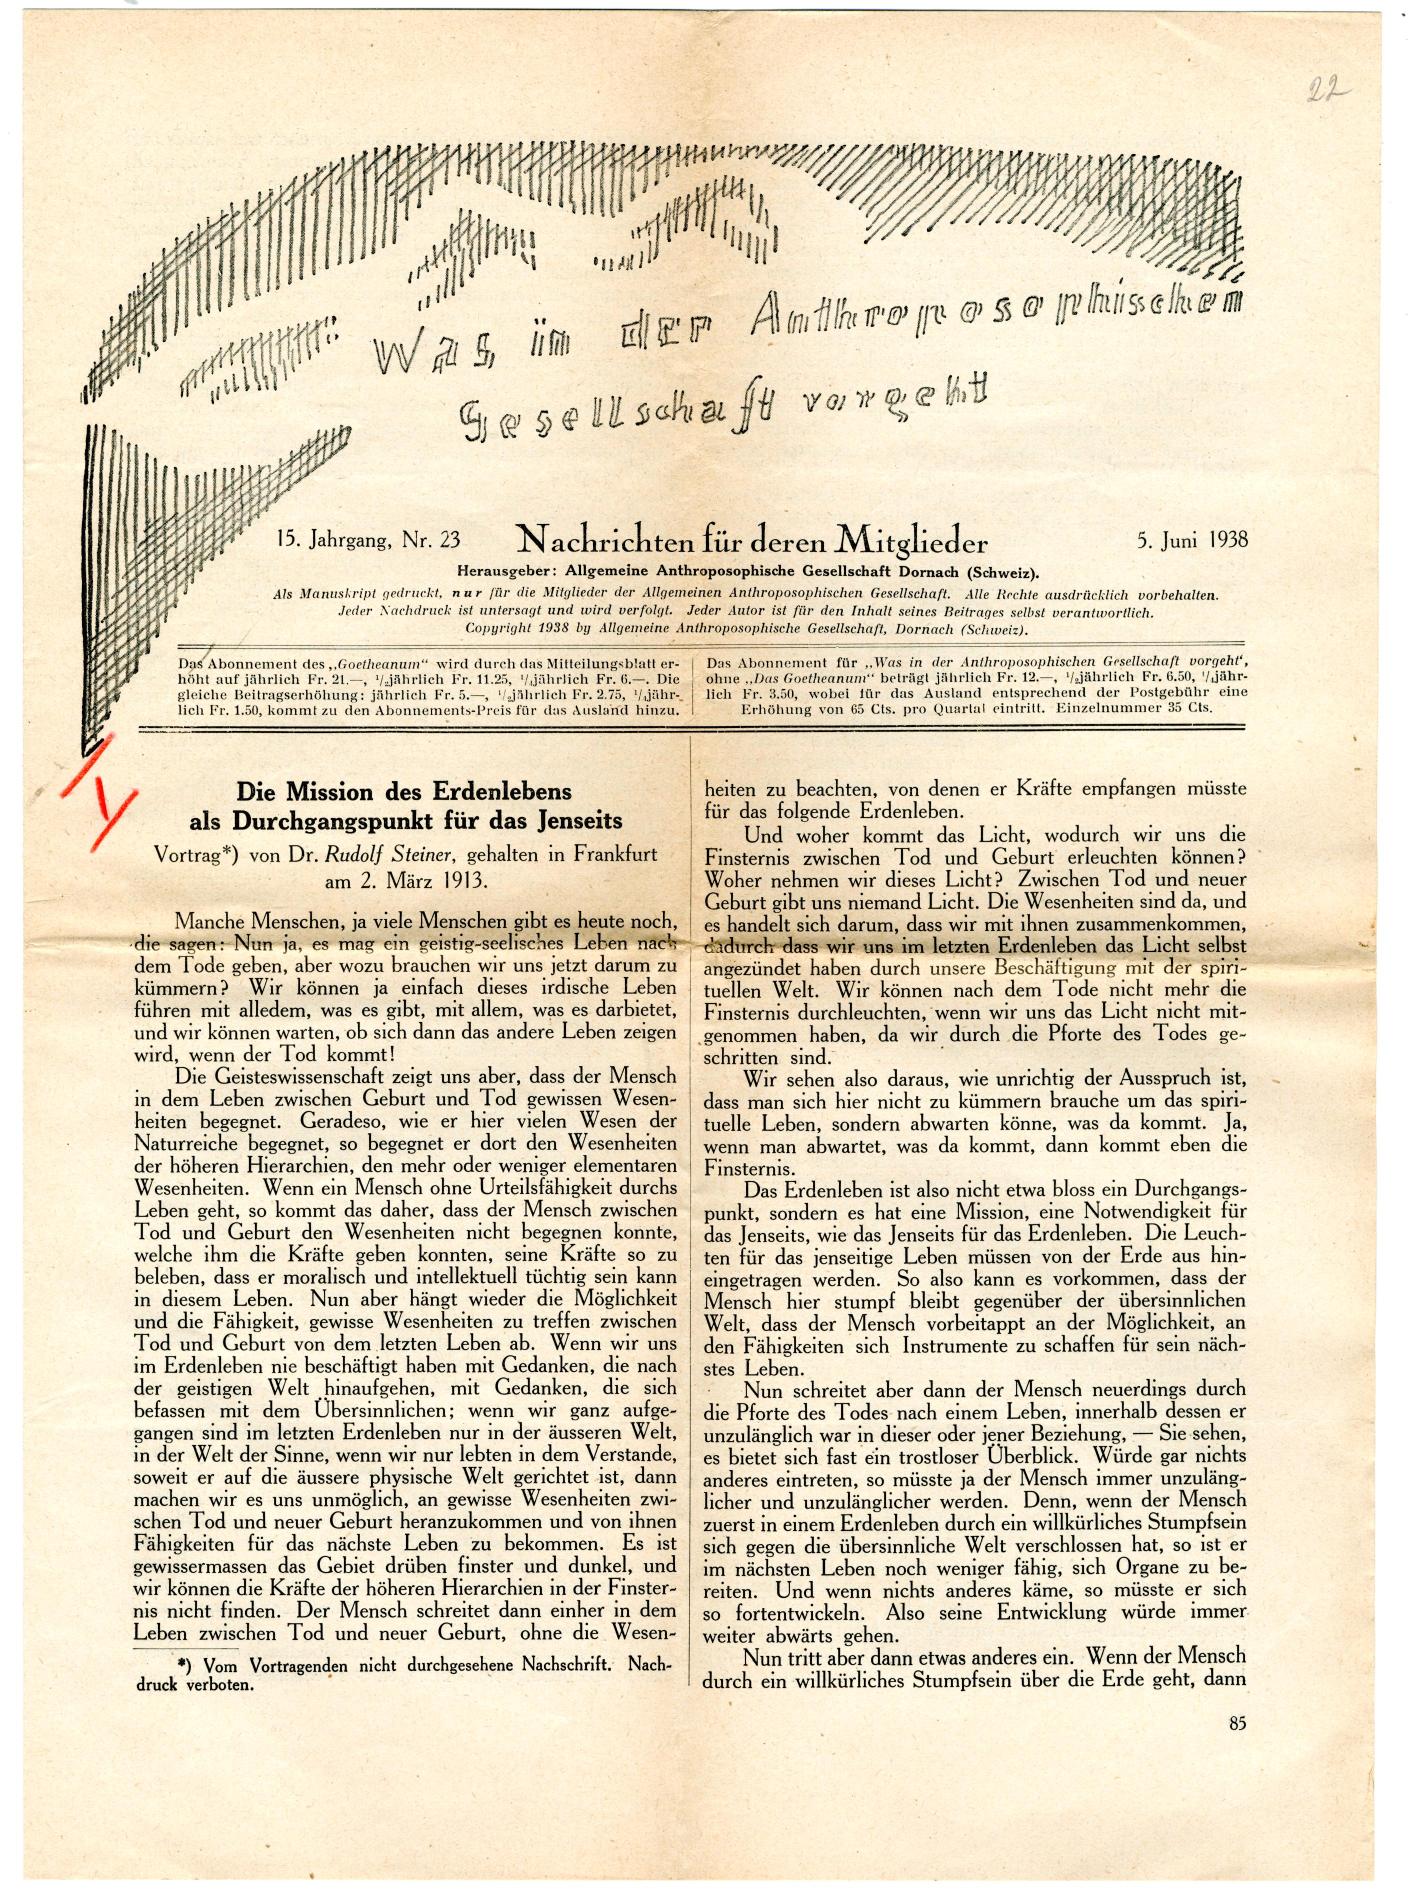 22
Was in der Anthroposophischen
Gesellschaft vorgeht
15. Jahrgang, Nr. 23 Nachrichten für deren Mitglieder 5. Juni 1938
Herausgeber: Allgemeine Anthroposophische Gesellschaft Dornach (Schweiz).
Als Manuskript gedruckt, nur für die Mitglieder der Allgemeinen Anthroposophischen Gesellschaft. Alle Rechte ausdrücklich vorbehalten.
Jeder Nachdruck ist untersagt und wird verfolgt. Jeder Autor ist für den Inhalt seines Beitrages selbst verantwortlich.
Copyright 1938 by Allgemeine Anthroposophische Gesellschaft, Dornach (Schweiz).
Das Abonnement des „Goetheanum“ wird durch das Mitteilungsblatt er-
höht auf jährlich Fr. 21.—, ½jährlich Fr. 11.25, ¼jährlich Fr. 6.—. Die
gleiche Beitragserhöhung: jährlich Fr. 5.—, ½jährlich Fr. 2.75, ¼jähr-
lich Fr. 1.50, kommt zu den Abonnements-Preis für das Ausland hinzu.
Das Abonnement für „Was in der Anthroposophischen Gesellschaft vorgeht“,
ohne „Das Goetheanum“ beträgt jährlich Fr. 12.—, ½jährlich Fr. 6.50, ¼jähr-
lich Fr. 3.50, wobei für das Ausland entsprechend der Postgebühr eine
Erhöhung von 65 Cts. pro Quartal eintritt. Einzelnummer 35 Cts.
Die Mission des Erdenlebens
als Durchgangspunkt für das Jenseits
Vortrag*) von Dr. Rudolf Steiner, gehalten in Frankfurt
am 2. März 1913.
Manche Menschen, ja viele Menschen gibt es heute noch,
die sagen: Nun ja, es mag ein geistig-seelisches Leben nach
dem Tode geben, aber wozu brauchen wir uns jetzt darum zu
kümmern? Wir können ja einfach dieses irdische Leben
führen mit alledem, was es gibt, mit allem, was es darbietet,
und wir können warten, ob sich dann das andere Leben zeigen
wird, wenn der Tod kommt!
Die Geisteswissenschaft zeigt uns aber, dass der Mensch
in dem Leben zwischen Geburt und Tod gewissen Wesen-
heiten begegnet. Geradeso, wie er hier vielen Wesen der
Naturreiche begegnet, so begegnet er dort den Wesenheiten
der höheren Hierarchien, den mehr oder weniger elementaren
Wesenheiten. Wenn ein Mensch ohne Urteilsfähigkeit durchs
Leben geht, so kommt das daher, dass der Mensch zwischen
Tod und Geburt den Wesenheiten nicht begegnen konnte,
welche ihm die Kräfte geben konnten, seine Kräfte so zu
beleben, dass er moralisch und intellektuell tüchtig sein kann
in diesem Leben. Nun aber hängt wieder die Möglichkeit
und die Fähigkeit, gewisse Wesenheiten zu treffen zwischen
Tod und Geburt von dem letzten Leben ab. Wenn wir uns
im Erdenleben nie beschäftigt haben mit Gedanken, die nach
der geistigen Welt hinaufgehen, mit Gedanken, die sich
befassen mit dem Übersinnlichen; wenn wir ganz aufge-
gangen sind im letzten Erdenleben nur in der äusseren Welt,
in der Welt der Sinne, wenn wir nur lebten in dem Verstande,
soweit er auf die äussere physische Welt gerichtet ist, dann
machen wir es uns unmöglich, an gewisse Wesenheiten zwi-
schen Tod und neuer Geburt heranzukommen und von ihnen
Fähigkeiten für das nächste Leben zu bekommen. Es ist
gewissermassen das Gebiet drüben finster und dunkel, und
wir können die Kräfte der höheren Hierarchien in der Finster-
nis nicht finden. Der Mensch schreitet dann einher in dem
Leben zwischen Tod und neuer Geburt, ohne die Wesen-
*) Vom Vortragenden nicht durchgesehene Nachschrift. Nach-
druck verboten.
heiten zu beachten, von denen er Kräfte empfangen müsste
für das folgende Erdenleben.
Und woher kommt das Licht, wodurch wir uns die
Finsternis zwischen Tod und Geburt erleuchten können?
Woher nehmen wir dieses Licht? Zwischen Tod und neuer
Geburt gibt uns niemand Licht. Die Wesenheiten sind da, und
es handelt sich darum, dass wir mit ihnen zusammenkommen,
dadurch dass wir uns im letzten Erdenleben das Licht selbst
angezündet haben durch unsere Beschäftigung mit der spiri-
tuellen Welt. Wir können nach dem Tode nicht mehr die
Finsternis durchleuchten, wenn wir uns das Licht nicht mit-
genommen haben, da wir durch die Pforte des Todes ge-
schritten sind.
Wir sehen also daraus, wie unrichtig der Ausspruch ist,
dass man sich hier nicht zu kümmern brauche um das spiri-
tuelle Leben, sondern abwarten könne, was da kommt. Ja,
wenn man abwartet, was da kommt, dann kommt eben die
Finsternis.
Das Erdenleben ist also nicht etwa bloss ein Durchgangs-
punkt, sondern es hat eine Mission, eine Notwendigkeit für
das Jenseits, wie das Jenseits für das Erdenleben. Die Leuch-
ten für das jenseitige Leben müssen von der Erde aus hin-
eingetragen werden. So also kann es vorkommen, dass der
Mensch hier stumpf bleibt gegenüber der übersinnlichen
Welt, dass der Mensch vorbeitappt an der Möglichkeit, an
den Fähigkeiten sich Instrumente zu schaffen für sein näch-
stes Leben.
Nun schreitet aber dann der Mensch neuerdings durch
die Pforte des Todes nach einem Leben, innerhalb dessen er
unzulänglich war in dieser oder jener Beziehung, — Sie sehen,
es bietet sich fast ein trostloser Überblick. Würde gar nichts
anderes eintreten, so müsste ja der Mensch immer unzuläng-
licher und unzulänglicher werden. Denn, wenn der Mensch
zuerst in einem Erdenleben durch ein willkürliches Stumpfsein
sich gegen die übersinnliche Welt verschlossen hat, so ist er
im nächsten Leben noch weniger fähig, sich Organe zu be-
reiten. Und wenn nichts anderes käme, so müsste er sich
so fortentwickeln. Also seine Entwicklung würde immer
weiter abwärts gehen.
Nun tritt aber dann etwas anderes ein. Wenn der Mensch
durch ein willkürliches Stumpfsein über die Erde geht, dann
85